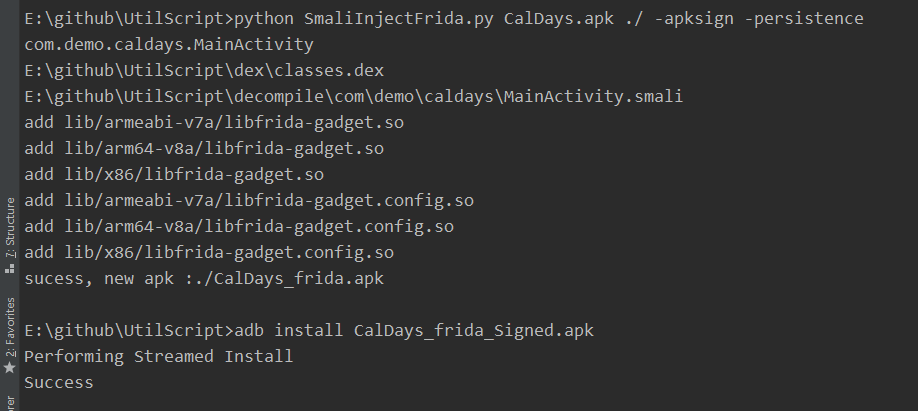 E:\github\UtilScript>python SmaliInjectFrida.py CalDays.apk ./ -apksign -persistence
com.demo.caldays.MainActivity
E:\github\UtilScript\dex\classes.dex
E:\github\UtilScript\decompile\com\demo\caldays\MainActivity.smali
add lib/armeabi-v7a/libfrida-gadget.so
add lib/arm64-v8a/libfrida-gadget.so
add lib/x86/libfrida-gadget.so
add lib/armeabi-v7a/libfrida-gadget.config.so
add lib/arm64-v8a/libfrida-gadget.config.so
add lib/x86/libfrida-gadget.config.so
sucess, new apk :./CalDays_frida.apk
E:\github\UtilScript>adb install CalDays_frida_Signed.apk
Performing Streamed Install
Success
7: Structure
2: Favorites